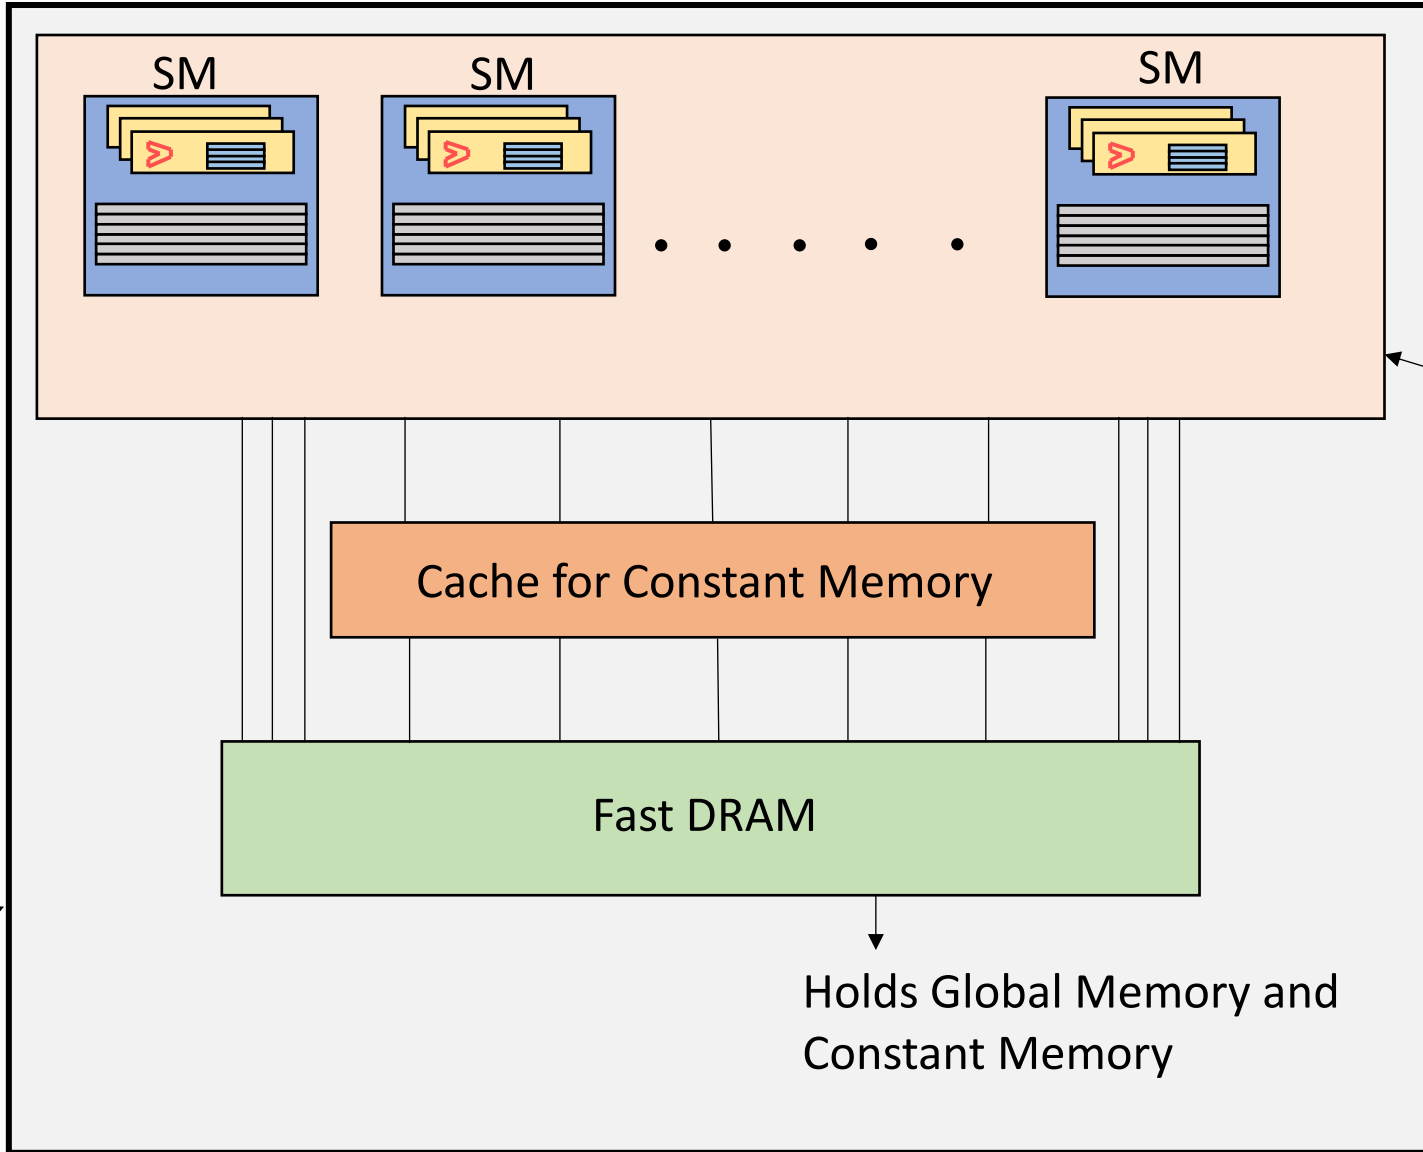 SM
SM
SM
Cache for Constant Memory
Fast DRAM
Holds Global Memory and
Constant Memory